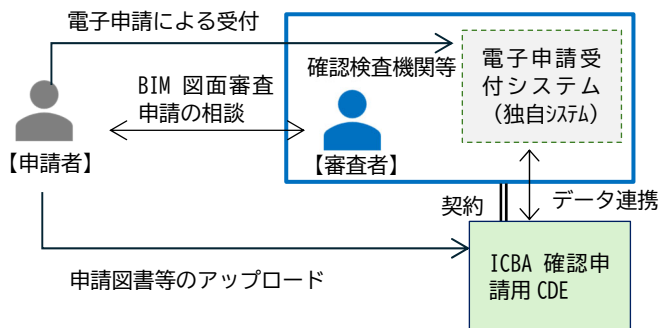 電子申請による受付
確認検査機関等
電子申請受
付システム
（独自ｼｽﾃﾑ）
BIM 図面審査
申請の相談
【申請者】
【審査者】
契約
データ連携
申請図書等のアップロード
ICBA 確認申
請用 CDE